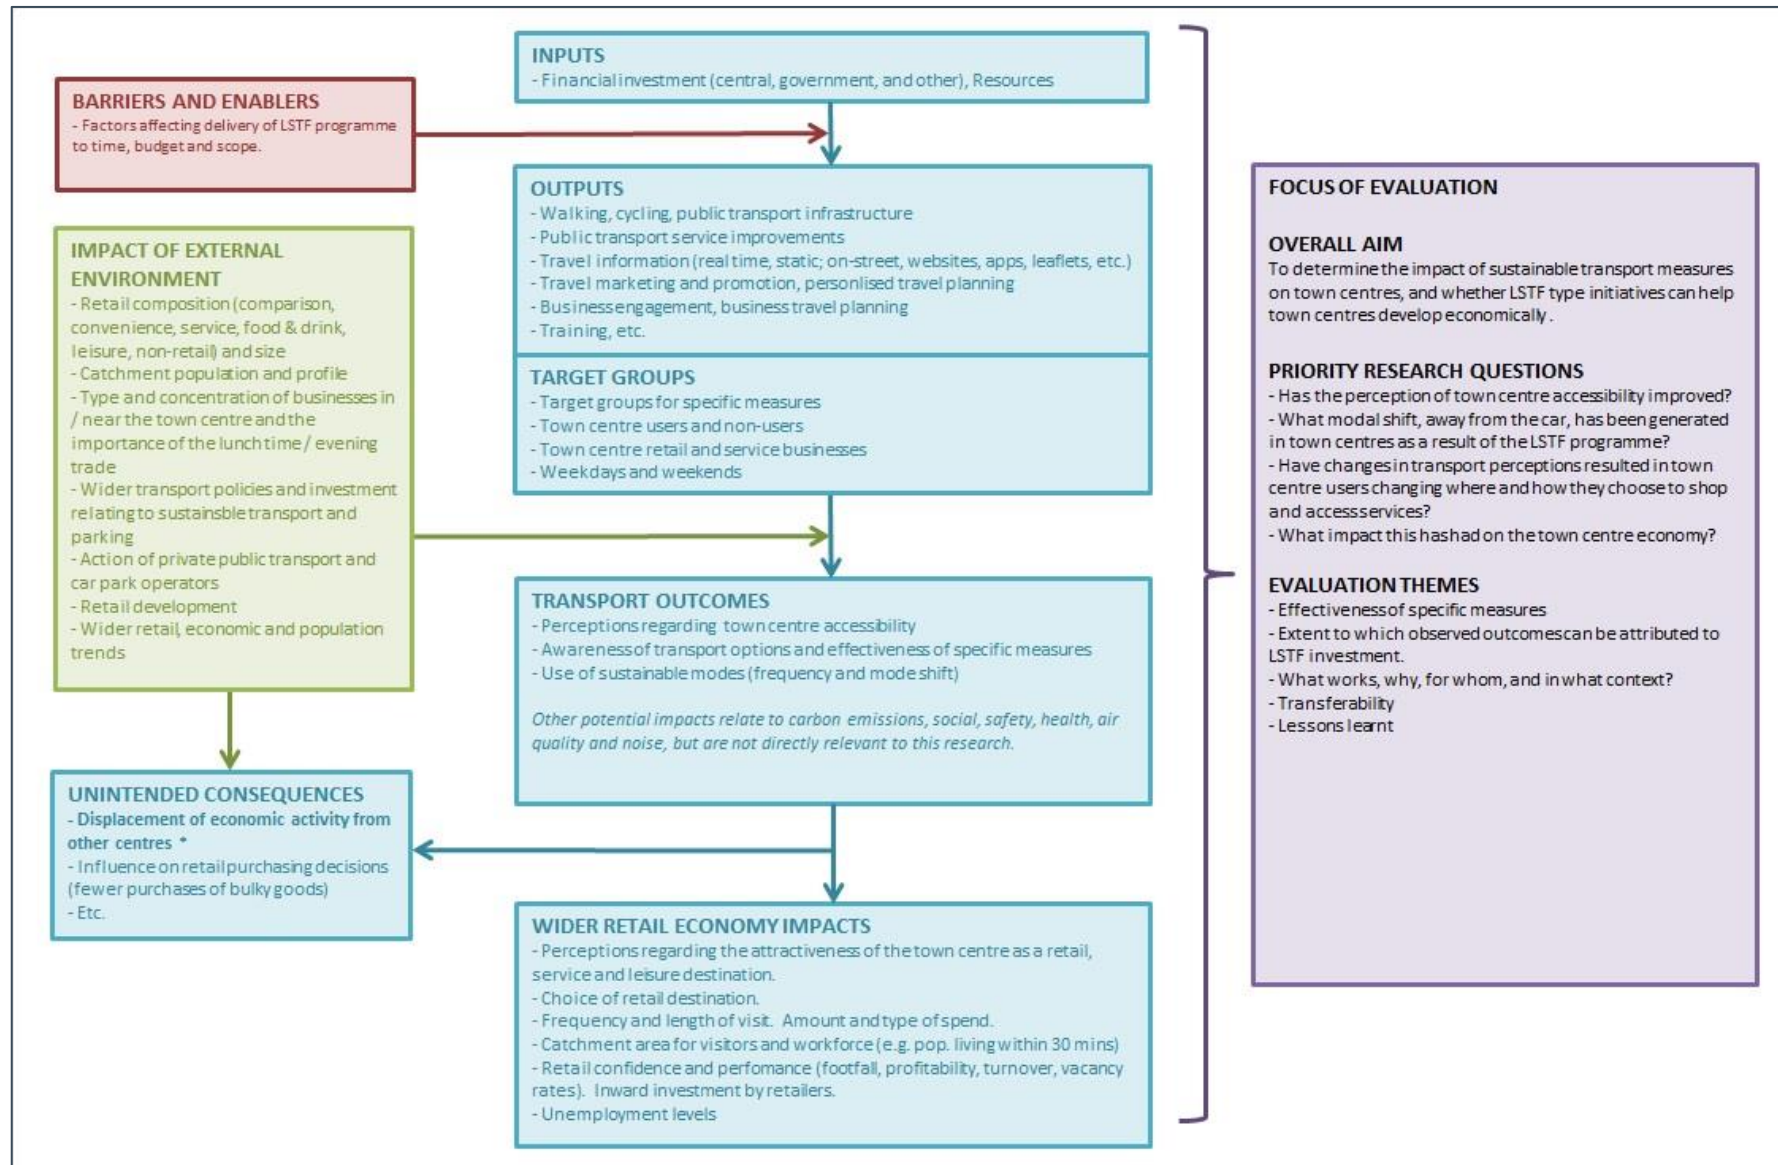 INPUTS
- Financial investment (central, government, and other), Resources
BARRIERS AND ENABLERS
- Factors affecting delivery of LSTF programme
to time, budget and scope.
OUTPUTS
- Walking, cycling, public transport infrastructure
- Public transport service improvements
- Travel information (real time, static; on-street, websites, apps, leaflets, etc.)
- Travel marketing and promotion, personlised travel planning
- Business engagement, business travel planning
- Training, etc.
TARGET GROUPS
- Target groups for specific measures
- Town centre users and non-users
- Town centre retail and service businesses
- Weekdays and weekends
IMPACT OF EXTERNAL
ENVIRONMENT
- Retail composition (comparison,
convenience, service, food & drink,
leisure, non-retail) and size
- Catchment population and profile
- Type and concentration of businesses in
/ near the town centre and the
importance of the lunch time / evening
trade
- Wider transport policies and investment
relating to sustainsble transport and
parking
- Action of private public transport and
car park operators
- Retail development
- Wider retail, economic and population
trends
TRANSPORT OUTCOMES
- Perceptions regarding town centre accessibility
- Awareness of transport options and effectiveness of specific measures
- Use of sustainable modes (frequency and mode shift)
Other potential impacts relate to carbon emissions, social, safety, health, air
quality and noise, but are not directly relevant to this research.
UNINTENDED CONSEQUENCES
- Displacement of economic activity from
other centres *
- Influence on retail purchasing decisions
(fewer purchases of bulky goods)
- Etc.
WIDER RETAIL ECONOMY IMPACTS
- Perceptions regarding the attractiveness of the town centre as a retail,
service and leisure destination.
- Choice of retail destination.
- Frequency and length of visit. Amount and type of spend.
- Catchment area for visitors and workforce (e.g. pop. living within 30 mins)
- Retail confidence and perfomance (footfall, profitability, turnover, vacancy
rates). Inward investment by retailers.
- Unemployment levels
FOCUS OF EVALUATION
OVERALL AIM
To determine the impact of sustainable transport measures
on town centres, and whether LSTF type initiatives can help
town centres develop economically .
PRIORITY RESEARCH QUESTIONS
- Has the perception of town centre accessibility improved?
- What modal shift, away from the car, has been generated
in town centres as a result of the LSTF programme?
- Have changes in transport perceptions resulted in town
centre users changing where and how they choose to shop
and access services?
- What impact this has had on the town centre economy?
EVALUATION THEMES
- Effectiveness of specific measures
- Extent to which observed outcomes can be attributed to
LSTF investment.
- What works, why, for whom, and in what context?
- Transferability
- Lessons learnt